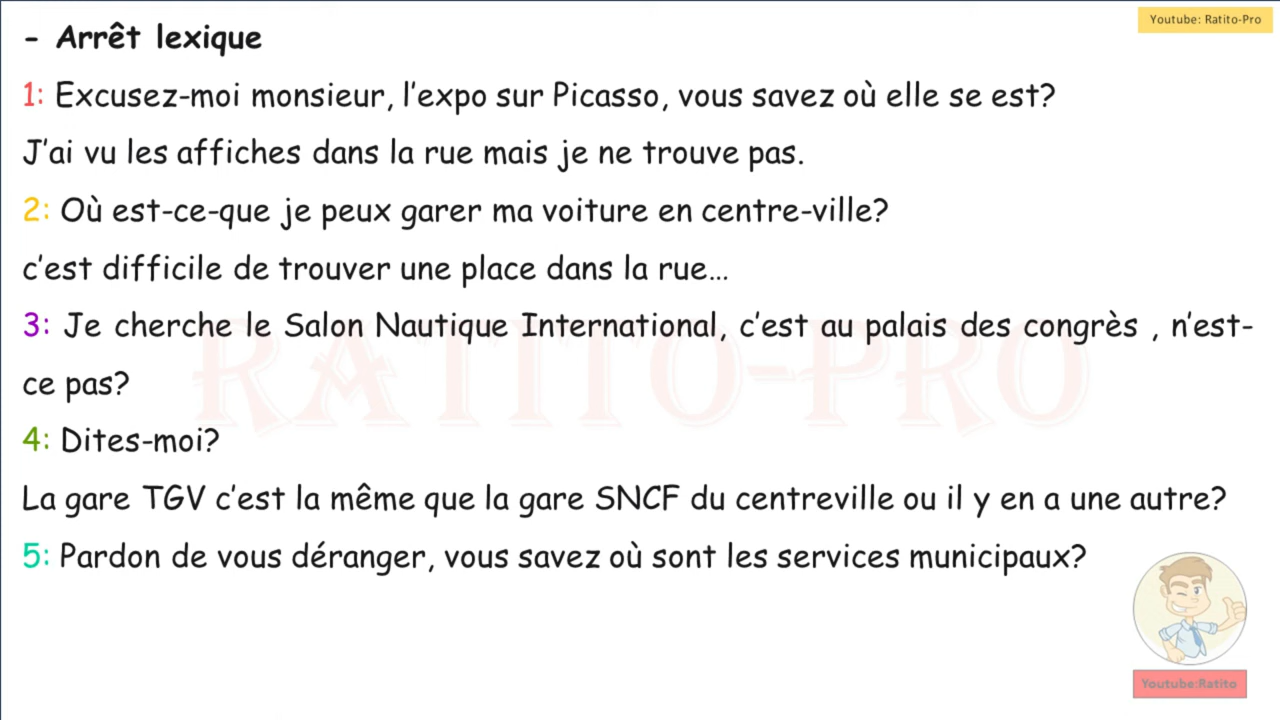 Youtube: Ratito-Pro
- Arrêt lexique
1: Excusez-moi monsieur, l'expo sur Picasso, vous savez où elle se est?
J'ai vu les affiches dans la rue mais je ne trouve pas.
2: Où est-ce-que je peux garer ma voiture en centre-ville?
c'est difficile de trouver une place dans la rue...
3: Je cherche le Salon Nautique International, c'est au palais des congrès , n'est-
ce pas?
RATITO-PRO
4: Dites-moi?
La gare TGV c'est la même que la gare SNCF du centreville ou il y en a une autre?
5: Pardon de vous déranger, vous savez où sont les services municipaux?
Youtube:Ratito